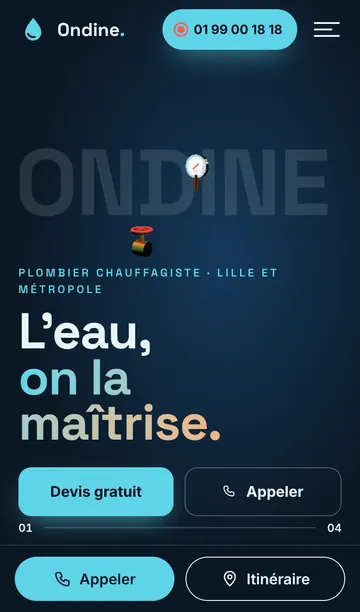 Ondine.
01 99 00 18 18
ONDINE
PLOMBIER CHAUFFAGISTE · LILLE ET
MÉTROPOLE
L’eau,
on la
maîtrise.
Devis gratuit
Appeler
01
04
Appeler
Itinéraire